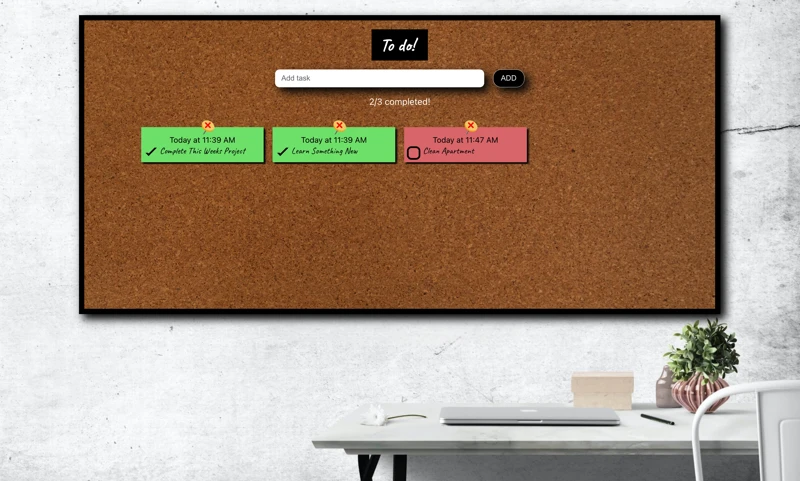 To do!
Add task
ADD
2/3 completed!
Today at 11:39 AM
Complete This Weeks Project
Today at 11:39 AM
Learn Something New
Today at 11:47 AM
Clean Apartment